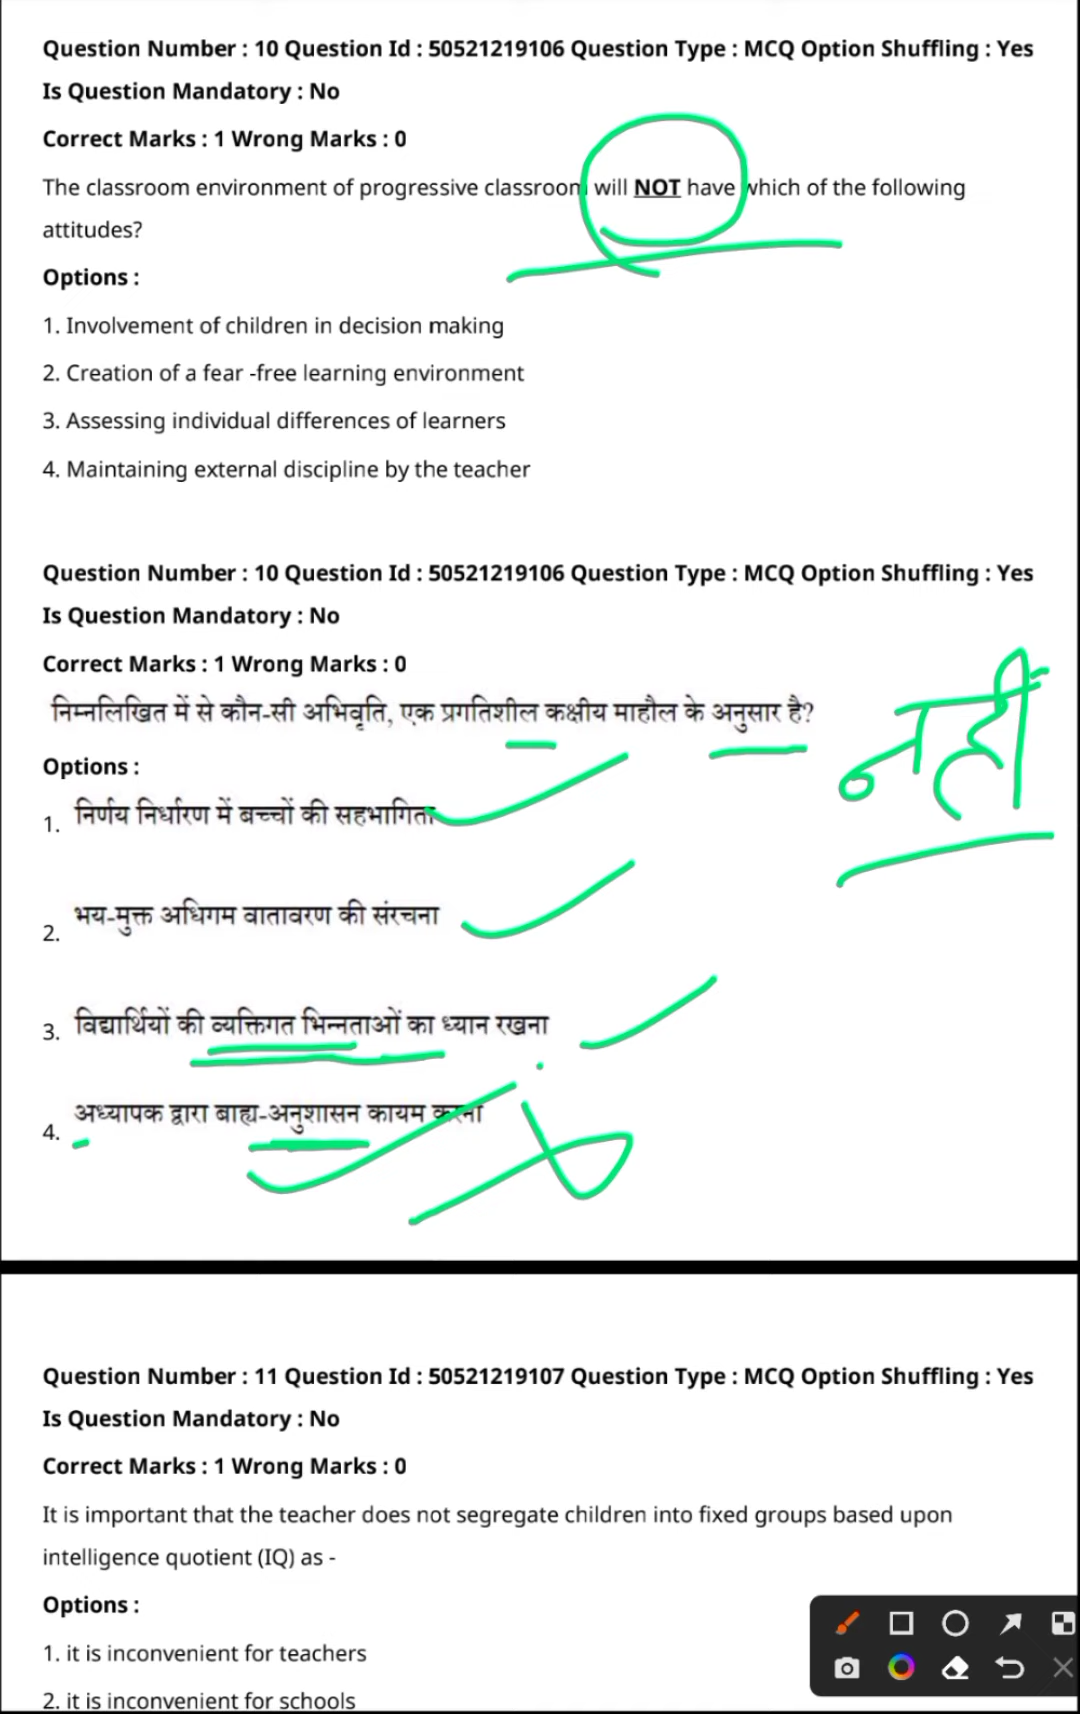 Question Number : 10 Question Id : 50521219106 Question Type : MCQ Option Shuffling : Yes
Is Question Mandatory : No
Correct Marks : 1 Wrong Marks : 0
The classroom environment of progressive classroom will NOT have which of the following
attitudes?
Options :
1. Involvement of children in decision making
2. Creation of a fear -free learning environment
3. Assessing individual differences of learners
4. Maintaining external discipline by the teacher
Question Number : 10 Question Id : 50521219106 Question Type : MCQ Option Shuffling : Yes
Is Question Mandatory : No
Correct Marks : 1 Wrong Marks : 0
निम्नलिखित में से कौन-सी अभिवृति, एक प्रगतिशील कक्षीय माहौल के अनुसार है?
नहीं
Options :
1. निर्णय निर्धारण में बच्चों की सहभागिता
2. भय-मुक्त अधिगम वातावरण की संरचना
3. विद्यार्थियों की व्यक्तिगत भिन्नताओं का ध्यान रखना
4. अध्यापक द्वारा बाह्य-अनुशासन कायम करना
Question Number : 11 Question Id : 50521219107 Question Type : MCQ Option Shuffling : Yes
Is Question Mandatory : No
Correct Marks : 1 Wrong Marks : 0
It is important that the teacher does not segregate children into fixed groups based upon
intelligence quotient (IQ) as -
Options :
1. it is inconvenient for teachers
2. it is inconvenient for schools